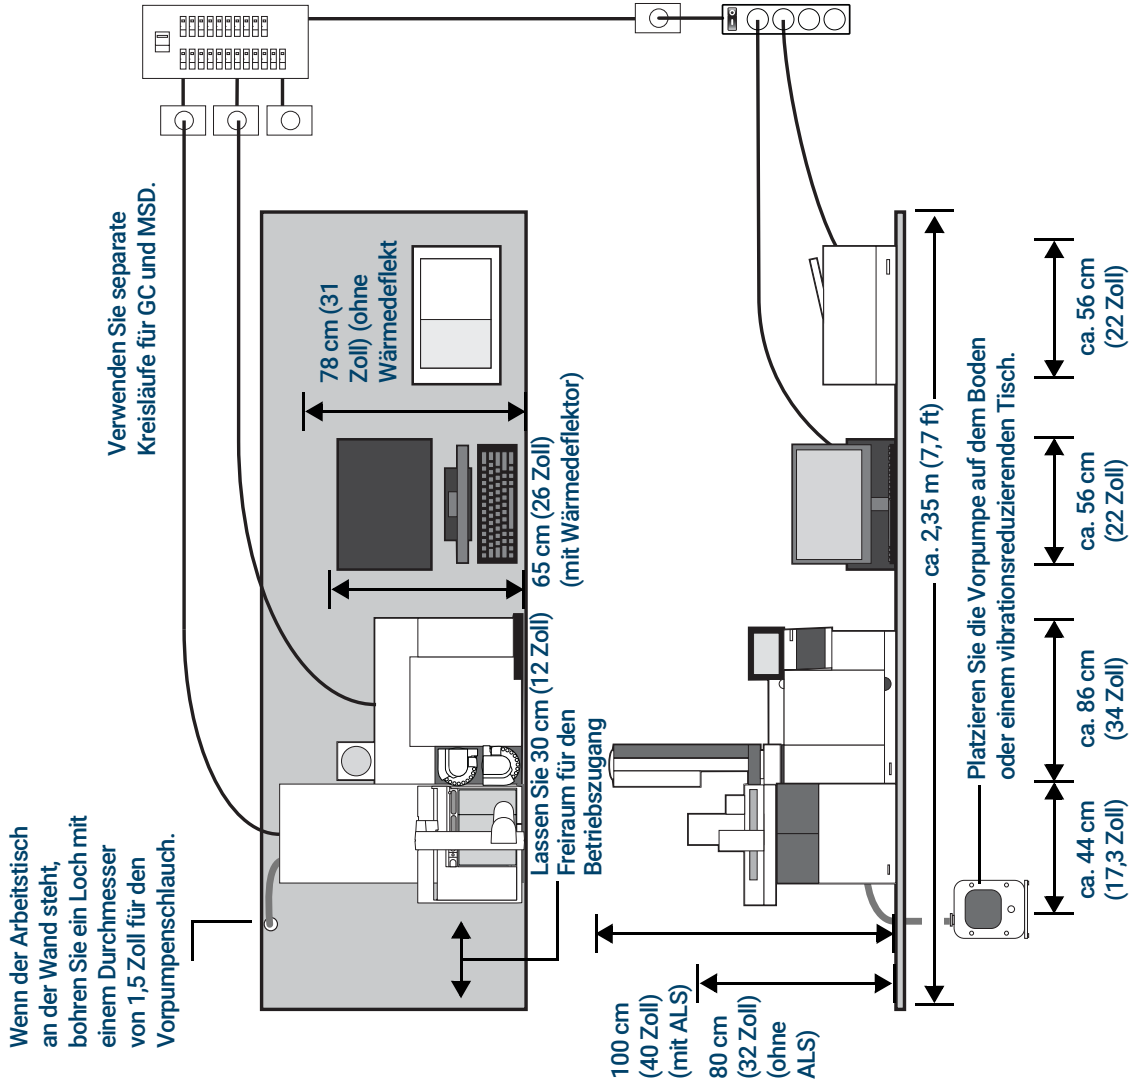 Wenn der Arbeitstisch
an der Wand steht,
bohren Sie ein Loch mit
einem Durchmesser
von 1,5 Zoll für den
Vorpumpenschlauch.
Verwenden Sie separate
Kreisläufe für GC und MSD.
78 cm (31
Zoll) (ohne
Wärmedeflekt
65 cm (26 Zoll)
(mit Wärmedeflektor)
Lassen Sie 30 cm (12 Zoll)
Freiraum für den
Betriebszugang
100 cm
(40 Zoll)
(mit ALS)
80 cm
(32 Zoll)
(ohne
ALS)
ca. 2,35 m (7,7 ft)
Platzieren Sie die Vorpumpe auf dem Boden
oder einem vibrationsreduzierenden Tisch.
ca. 44 cm
(17,3 Zoll)
ca. 86 cm
(34 Zoll)
ca. 56 cm
(22 Zoll)
ca. 56 cm
(22 Zoll)